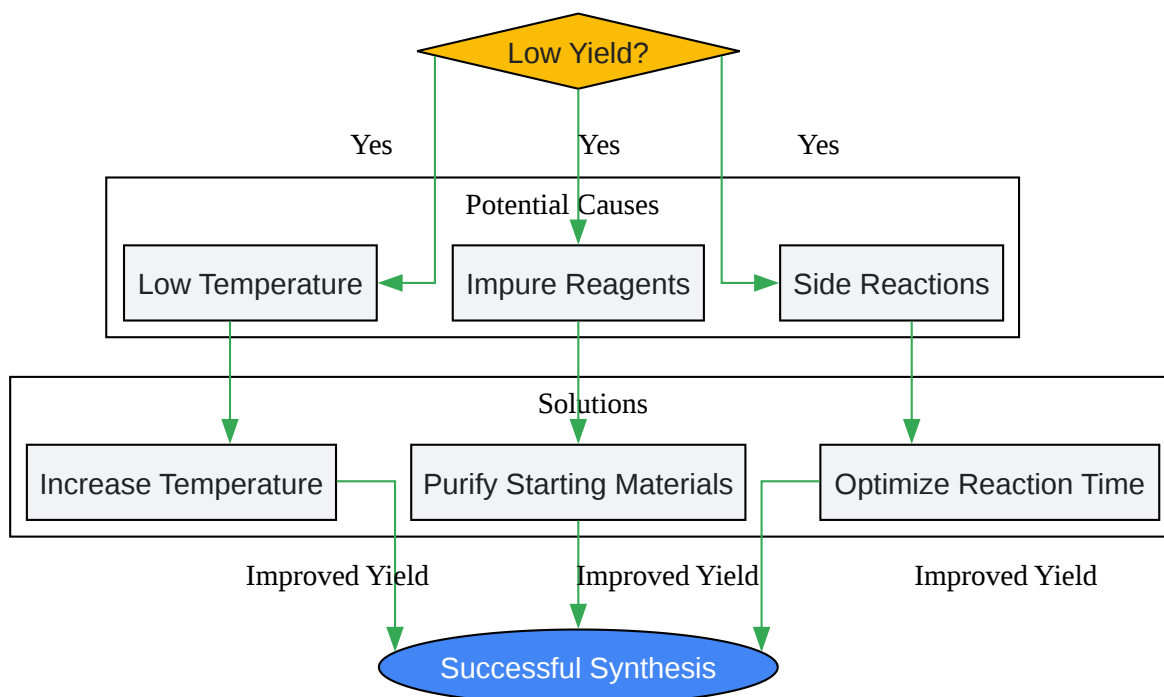 Low Yield?
Yes
Yes
Yes
Potential Causes
Low Temperature
Impure Reagents
Side Reactions
Solutions
Increase Temperature
Purify Starting Materials
Optimize Reaction Time
Improved Yield
Improved Yield
Improved Yield
Successful Synthesis